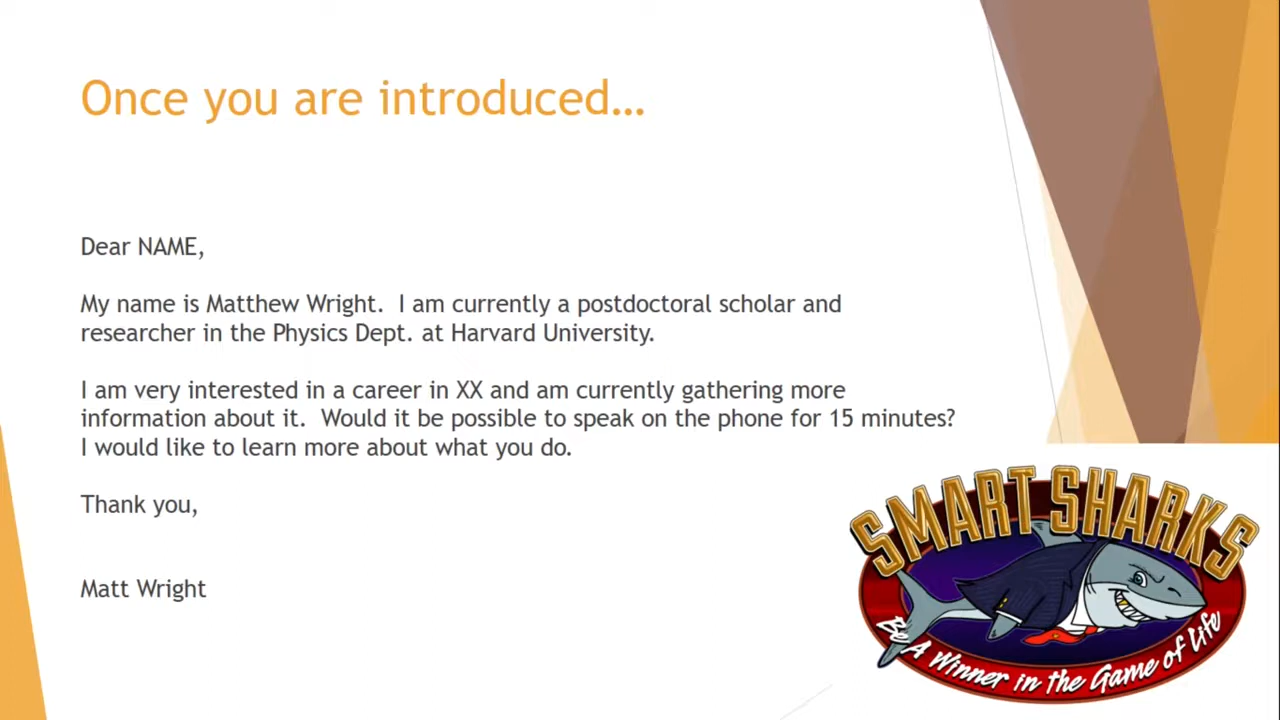 Once you are introduced…
Dear NAME,
My name is Matthew Wright.  I am currently a postdoctoral scholar and
researcher in the Physics Dept. at Harvard University.
I am very interested in a career in XX and am currently gathering more
information about it.  Would it be possible to speak on the phone for 15 minutes?
I would like to learn more about what you do.
Thank you,
Matt Wright
SMART SHARKS
Be A Winner in the Game of Life